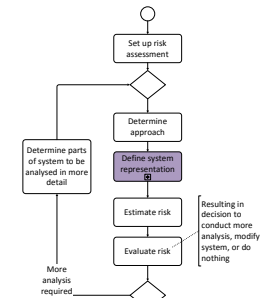 Set up risk
assessment
Determine
approach
Determine parts
of system to be
analysed in more
detail
Define system
representation
Estimate risk
Resulting in
decision to
conduct more
analysis, modify
system, or do
nothing
Evaluate risk
More
analysis
required